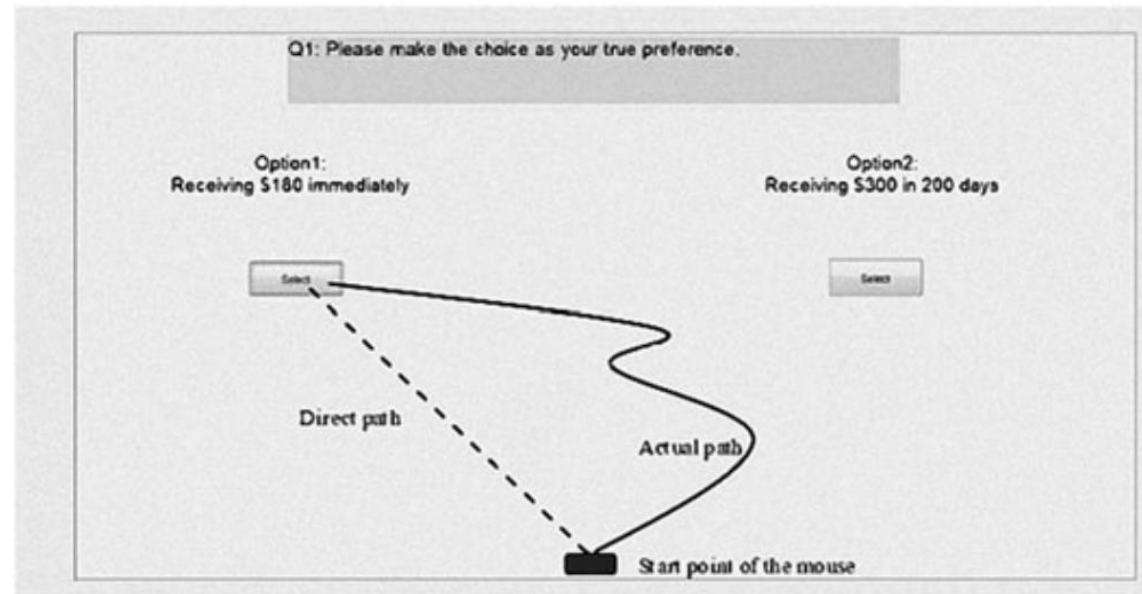 Q1: Please make the choice as your true preference.
Option1:
Receiving $180 immediately
Option2:
Receiving $300 in 200 days
Select
Select
Direct path
Actual path
Start point of the mouse